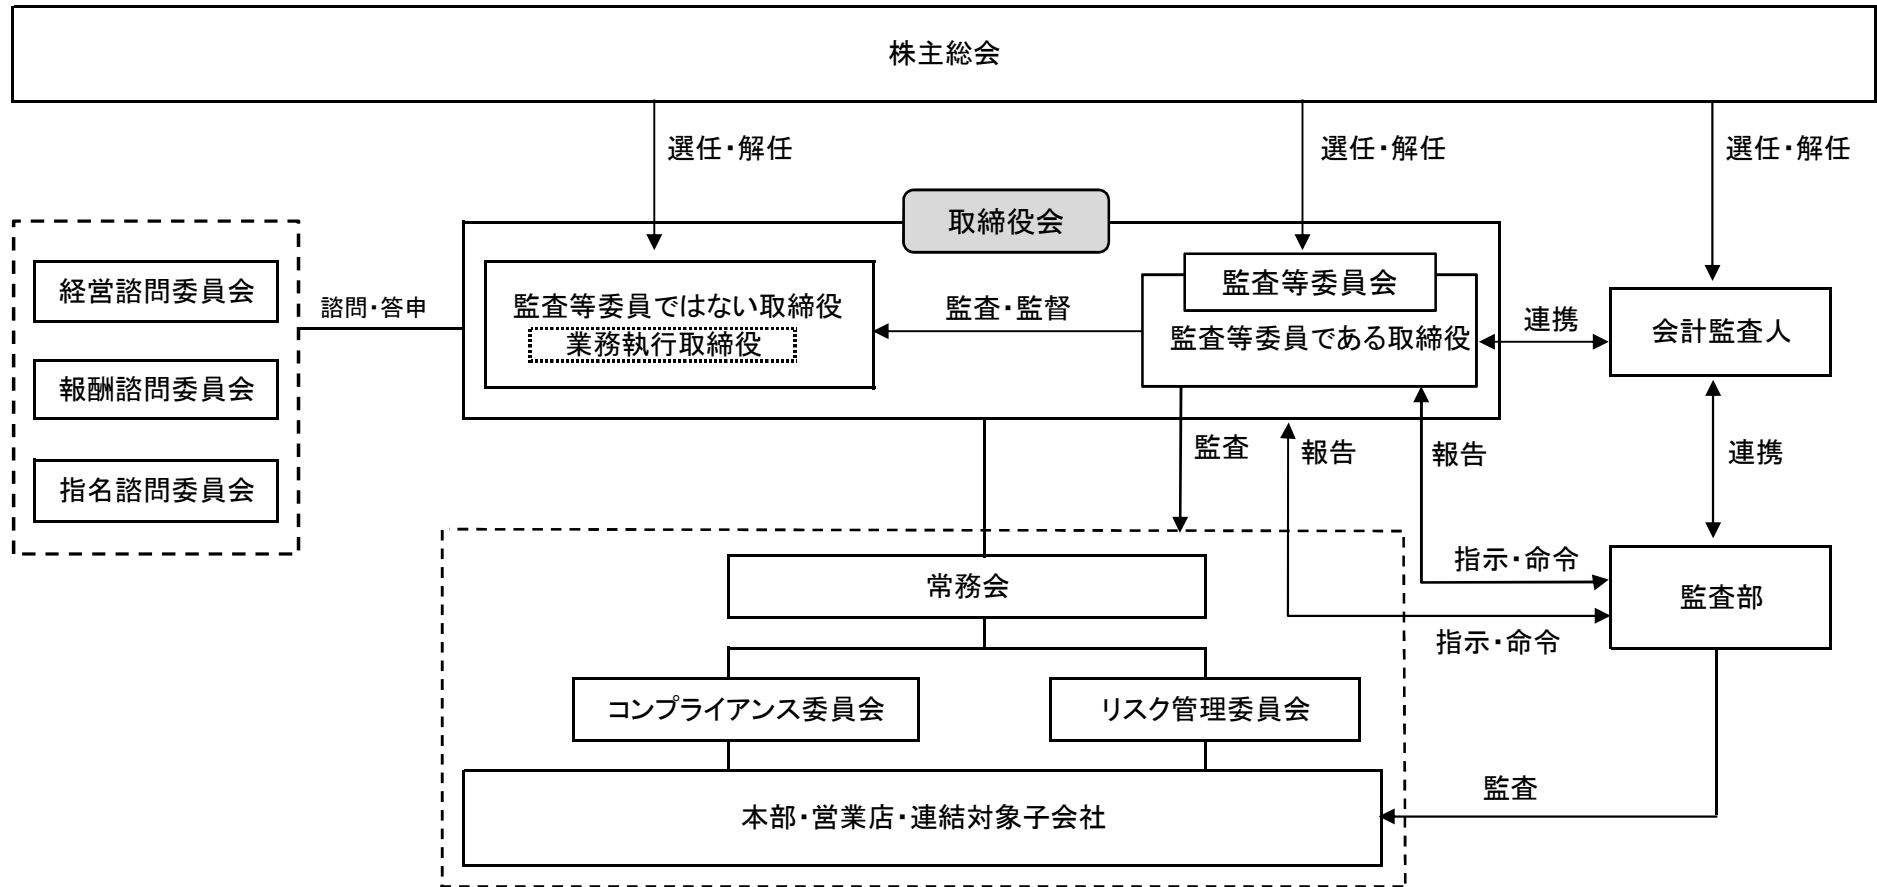 株主総会
選任・解任
選任・解任
選任・解任
取締役会
経営諮問委員会
報酬諮問委員会
指名諮問委員会
諮問・答申
監査等委員ではない取締役
業務執行取締役
監査・監督
監査等委員会
監査等委員である取締役
連携
会計監査人
監査
報告
報告
連携
指示・命令
指示・命令
監査部
常務会
コンプライアンス委員会
リスク管理委員会
監査
本部・営業店・連結対象子会社